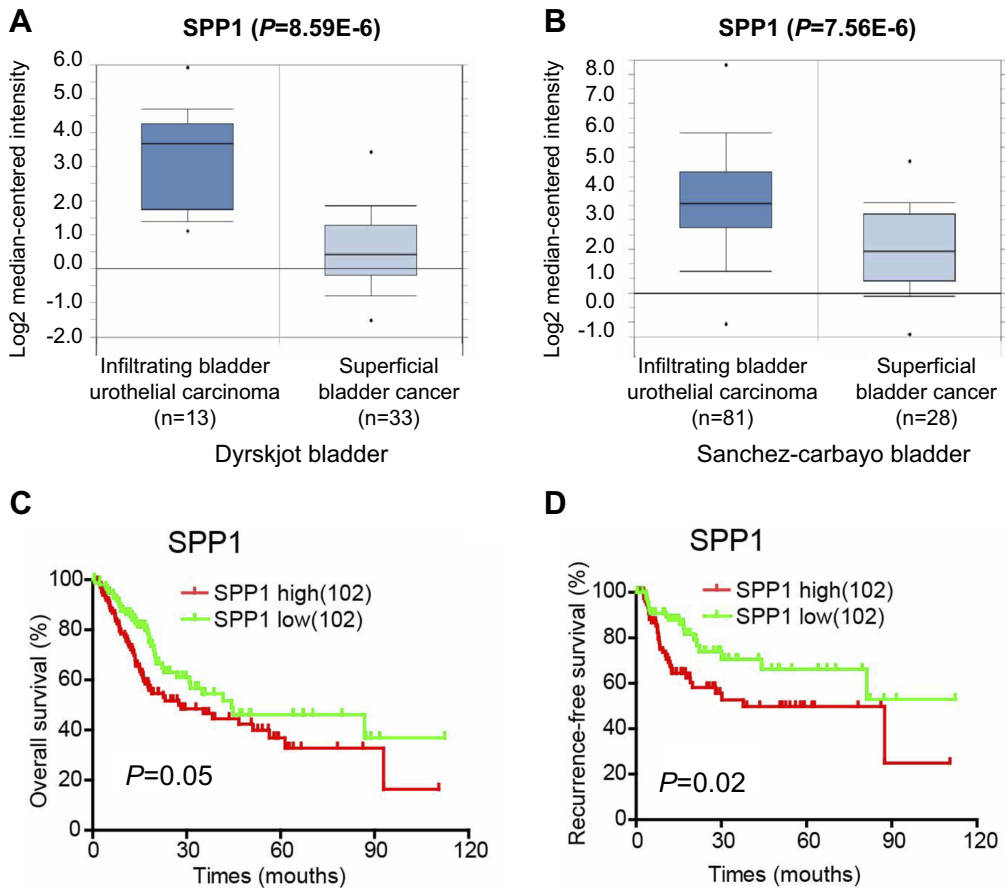 A
SPP1 (P=8.59E-6)
Log2 median-centered intensity
6.0
5.0
4.0
3.0
2.0
1.0
0.0
-1.0
-2.0
Infiltrating bladder
urothelial carcinoma
(n=13)
Superficial
bladder cancer
(n=33)
Dyrskjot bladder
B
SPP1 (P=7.56E-6)
Log2 median-centered intensity
8.0
7.0
6.0
5.0
4.0
3.0
2.0
1.0
0.0
-1.0
Infiltrating bladder
urothelial carcinoma
(n=81)
Superficial
bladder cancer
(n=28)
Sanchez-carbayo bladder
C
SPP1
Overall survival (%)
100
80
60
40
20
0
SPP1 high(102)
SPP1 low(102)
P=0.05
0 30 60 90 120
Times (mouths)
D
SPP1
Recurrence-free survival (%)
100
80
60
40
20
0
SPP1 high(102)
SPP1 low(102)
P=0.02
0 30 60 90 120
Times (mouths)